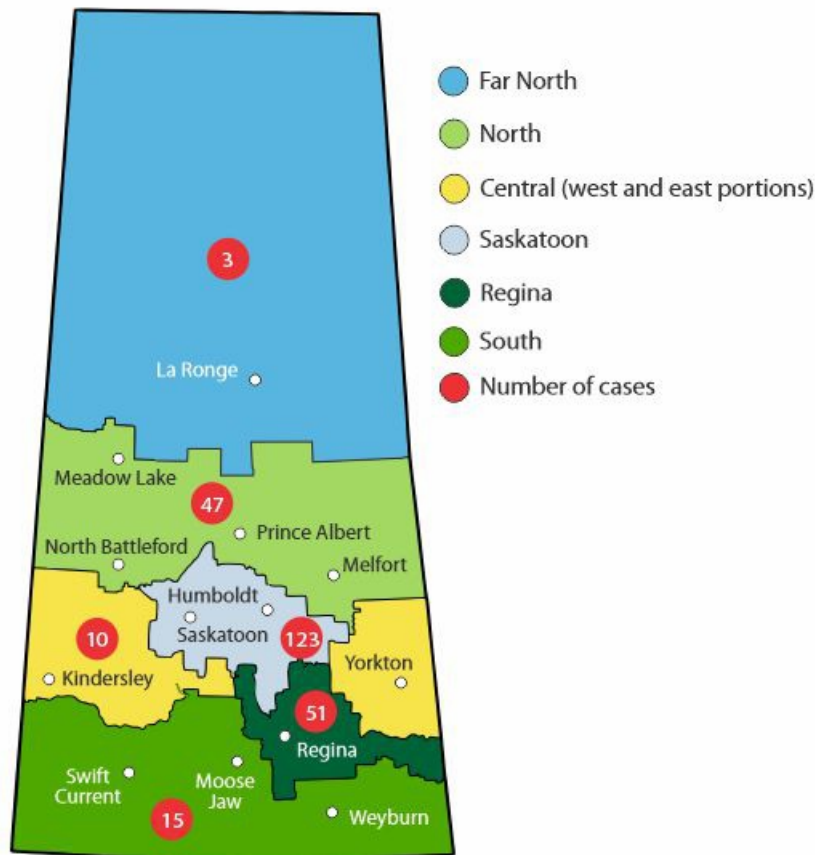 Far North
North
Central (west and east portions)
Saskatoon
Regina
South
Number of cases
3
La Ronge
Meadow Lake
47
Prince Albert
North Battleford
Melfort
Humboldt
Saskatoon
123
10
Kindersley
Yorkton
51
Regina
Swift
Current
Moose
Jaw
15
Weyburn